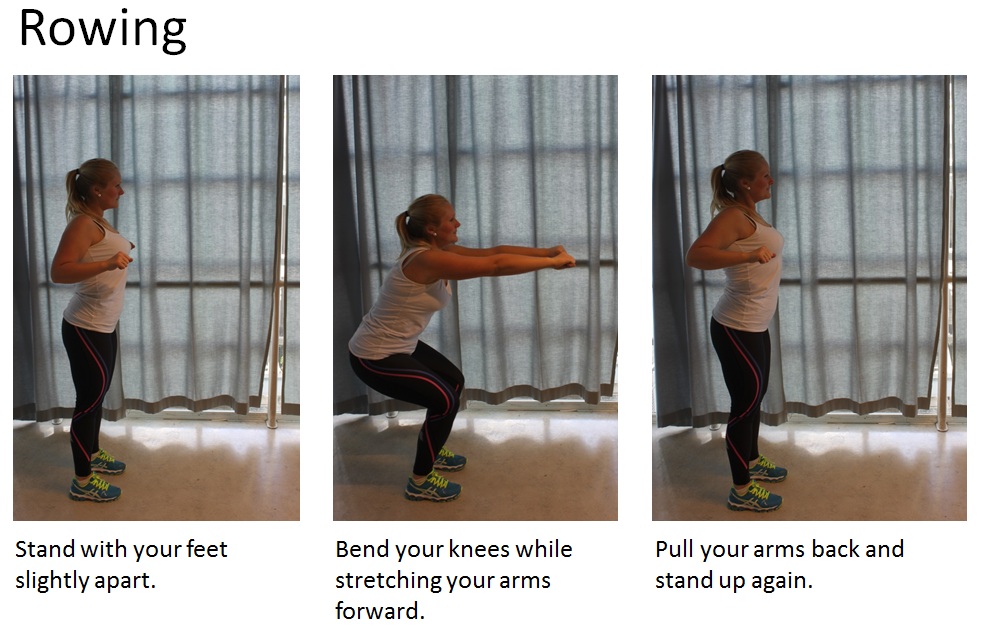 Rowing
Stand with your feet
slightly apart.
Bend your knees while
stretching your arms
forward.
Pull your arms back and
stand up again.